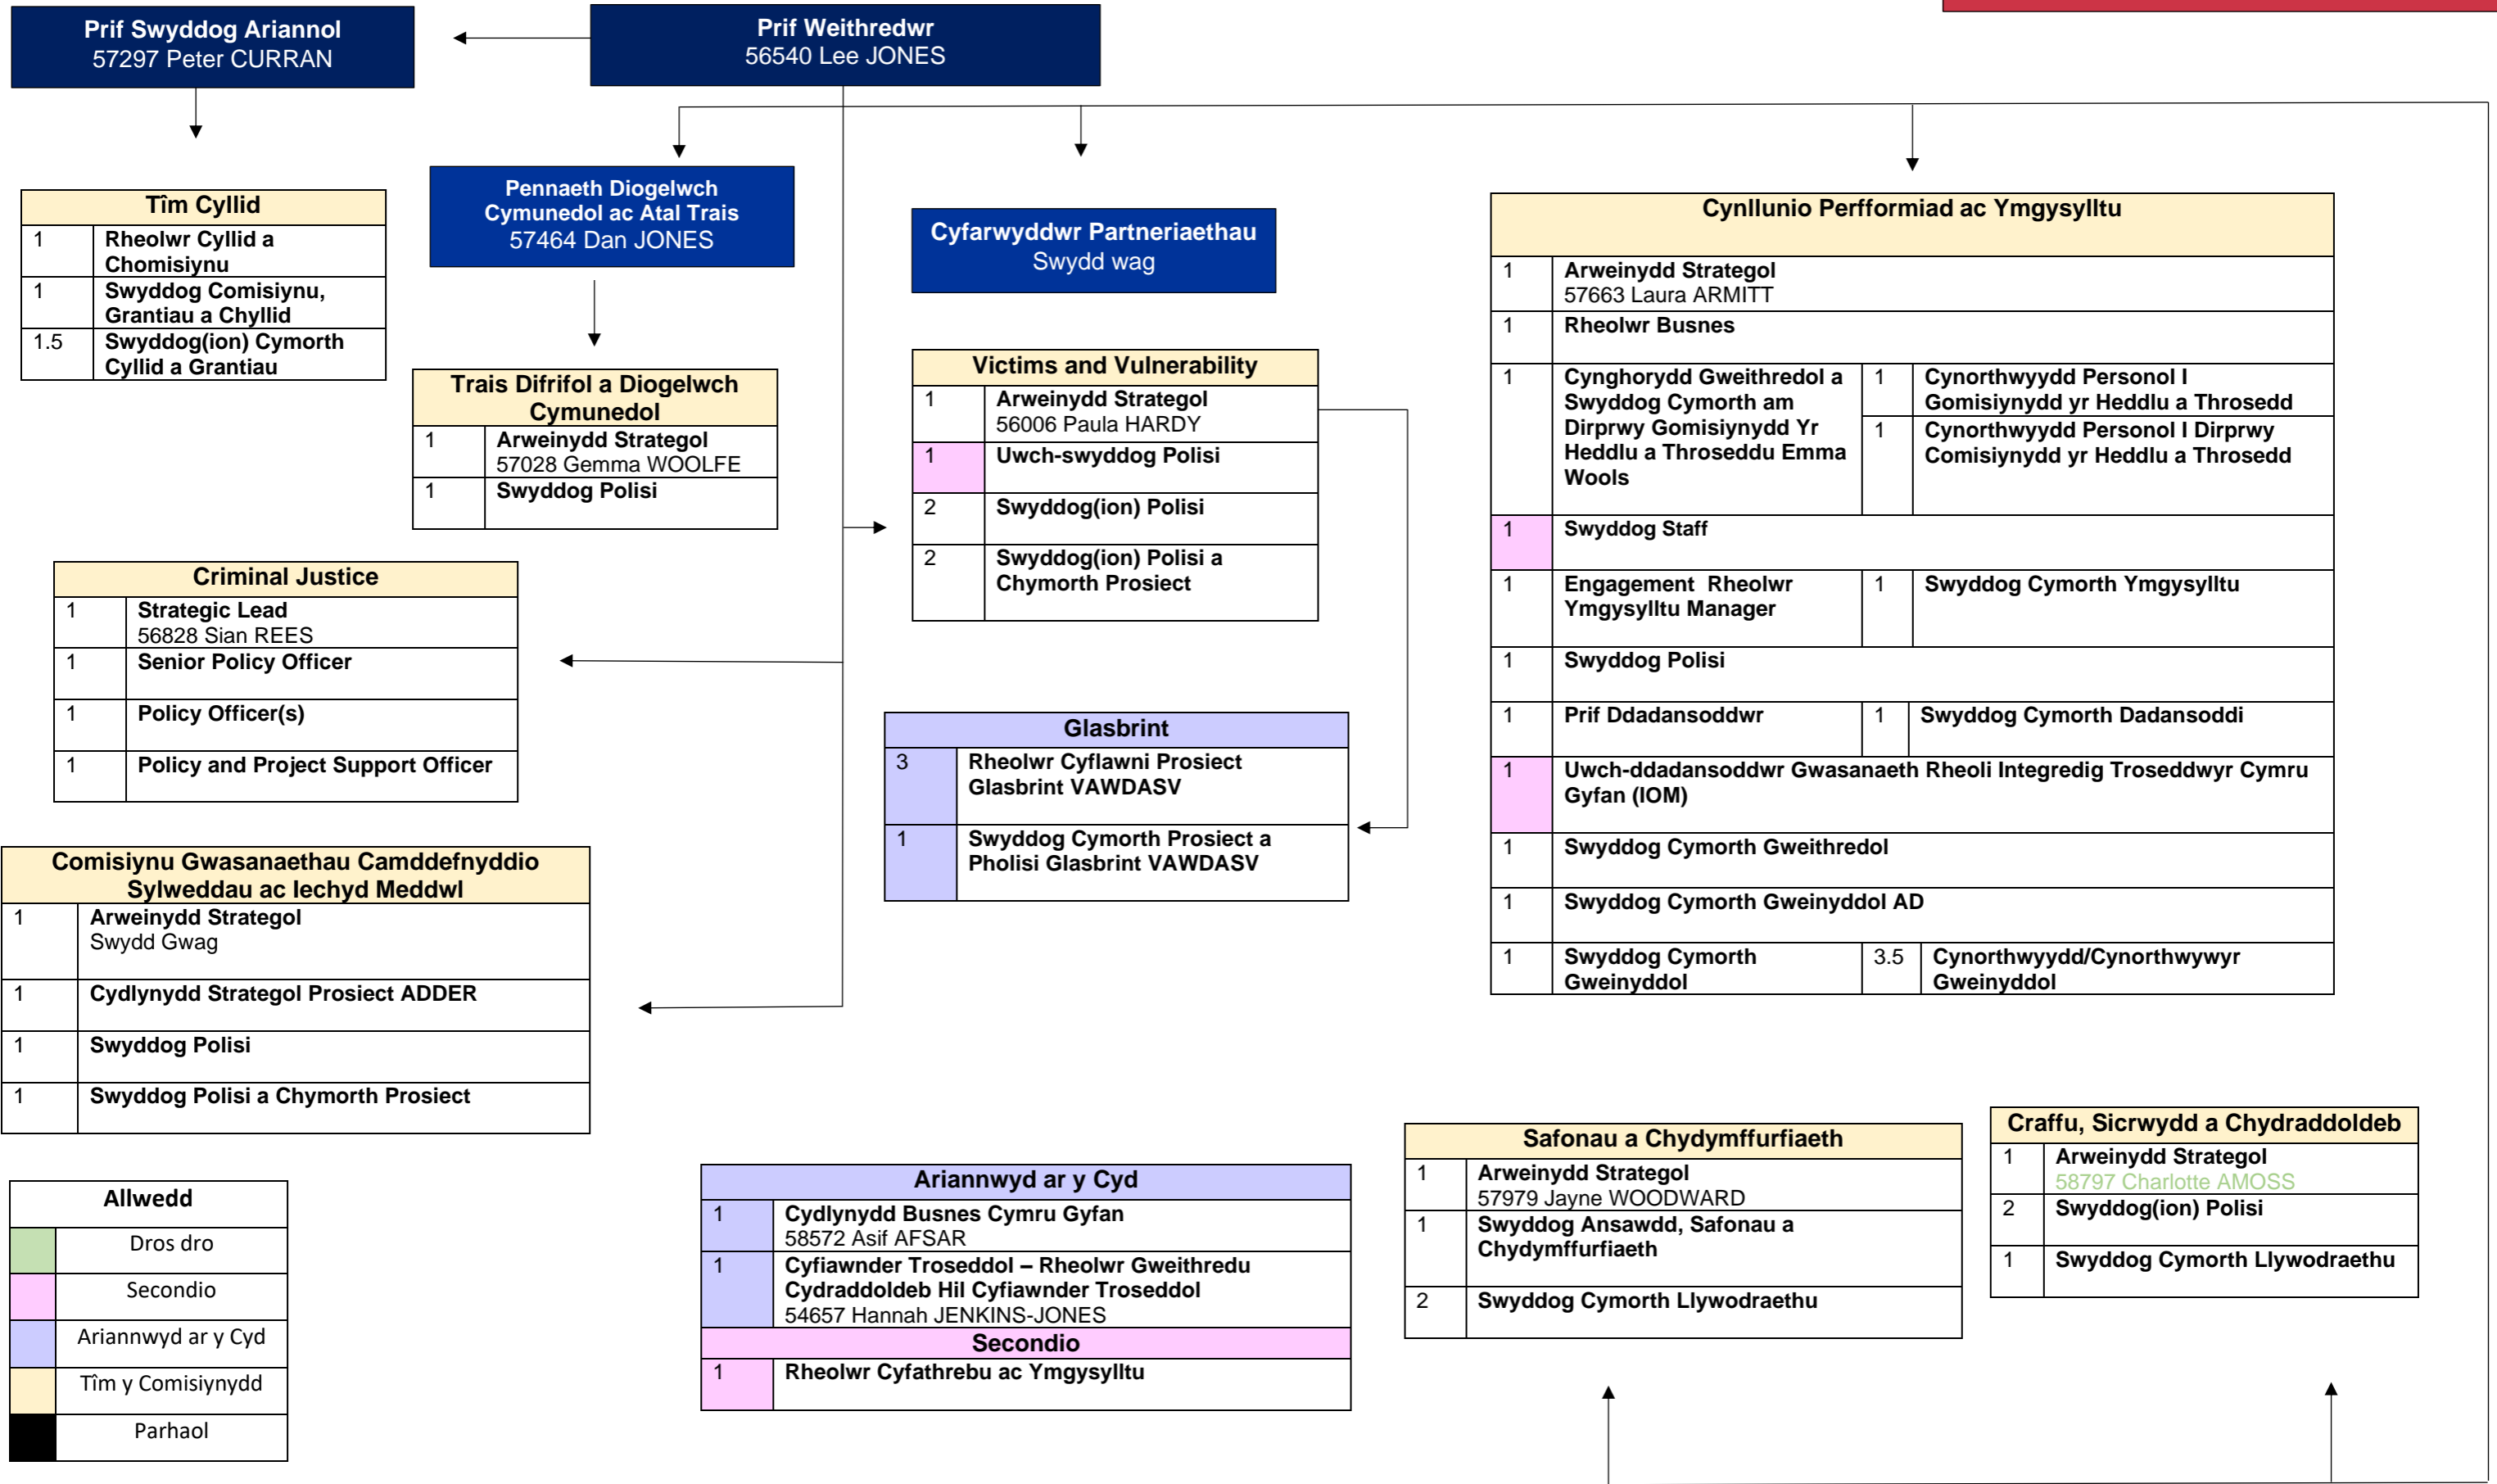 Prif Swyddog Ariannol
57297 Peter CURRAN
Prif Weithredwr
56540 Lee JONES
Tîm Cyllid
1 Rheolwr Cyllid a
Chomisiynu
1 Swyddog Comisiynu,
Grantiau a Chyllid
1.5 Swyddog(ion) Cymorth
Cyllid a Grantiau
Pennaeth Diogelwch
Cymunedol ac Atal Trais
57464 Dan JONES
Cyfarwyddwr Partneriaethau
Swydd wag
Trais Difrifol a Diogelwch
Cymunedol
1 Arweinydd Strategol
57028 Gemma WOOLFE
1 Swyddog Polisi
Victims and Vulnerability
1 Arweinydd Strategol
56006 Paula HARDY
1 Uwch-swyddog Polisi
2 Swyddog(ion) Polisi
2 Swyddog(ion) Polisi a
Chymorth Prosiect
Cynllunio Perfformiad ac Ymgysylltu
1 Arweinydd Strategol
57663 Laura ARMITT
1 Rheolwr Busnes
1 Cynghorydd Gweithredol a
Swyddog Cymorth am
Dirprwy Gomisiynydd Yr
Heddlu a Throseddu Emma
Wools
1 Cynorthwyydd Personol I
Gomisiynydd yr Heddlu a Throsedd
1 Cynorthwyydd Personol I Dirprwy
Comisiynydd yr Heddlu a Throsedd
1 Swyddog Staff
1 Engagement Rheolwr
Ymgysylltu Manager
1 Swyddog Cymorth Ymgysylltu
1 Swyddog Polisi
1 Prif Ddadansoddwr
1 Swyddog Cymorth Dadansoddi
1 Uwch-ddadansoddwr Gwasanaeth Rheoli Integredig Troseddwyr Cymru
Gyfan (IOM)
1 Swyddog Cymorth Gweithredol
1 Swyddog Cymorth Gweinyddol AD
1 Swyddog Cymorth
Gweinyddol
3.5 Cynorthwyydd/Cynorthwywyr
Gweinyddol
Criminal Justice
1 Strategic Lead
56828 Sian REES
1 Senior Policy Officer
1 Policy Officer(s)
1 Policy and Project Support Officer
Glasbrint
3 Rheolwr Cyflawni Prosiect
Glasbrint VAWDASV
1 Swyddog Cymorth Prosiect a
Pholisi Glasbrint VAWDASV
Comisiynu Gwasanaethau Camddefnyddio
Sylweddau ac Iechyd Meddwl
1 Arweinydd Strategol
Swydd Gwag
1 Cydlynydd Strategol Prosiect ADDER
1 Swyddog Polisi
1 Swyddog Polisi a Chymorth Prosiect
Allwedd
Dros dro
Secondio
Ariannwyd ar y Cyd
Tîm y Comisiynydd
Parhaol
Ariannwyd ar y Cyd
1 Cydlynydd Busnes Cymru Gyfan
58572 Asif AFSAR
1 Cyfiawnder Troseddol – Rheolwr Gweithredu
Cydraddoldeb Hil Cyfiawnder Troseddol
54657 Hannah JENKINS-JONES
Secondio
1 Rheolwr Cyfathrebu ac Ymgysylltu
Safonau a Chydymffurfiaeth
1 Arweinydd Strategol
57979 Jayne WOODWARD
1 Swyddog Ansawdd, Safonau a
Chydymffurfiaeth
2 Swyddog Cymorth Llywodraethu
Craffu, Sicrwydd a Chydraddoldeb
1 Arweinydd Strategol
58797 Charlotte AMOSS
2 Swyddog(ion) Polisi
1 Swyddog Cymorth Llywodraethu